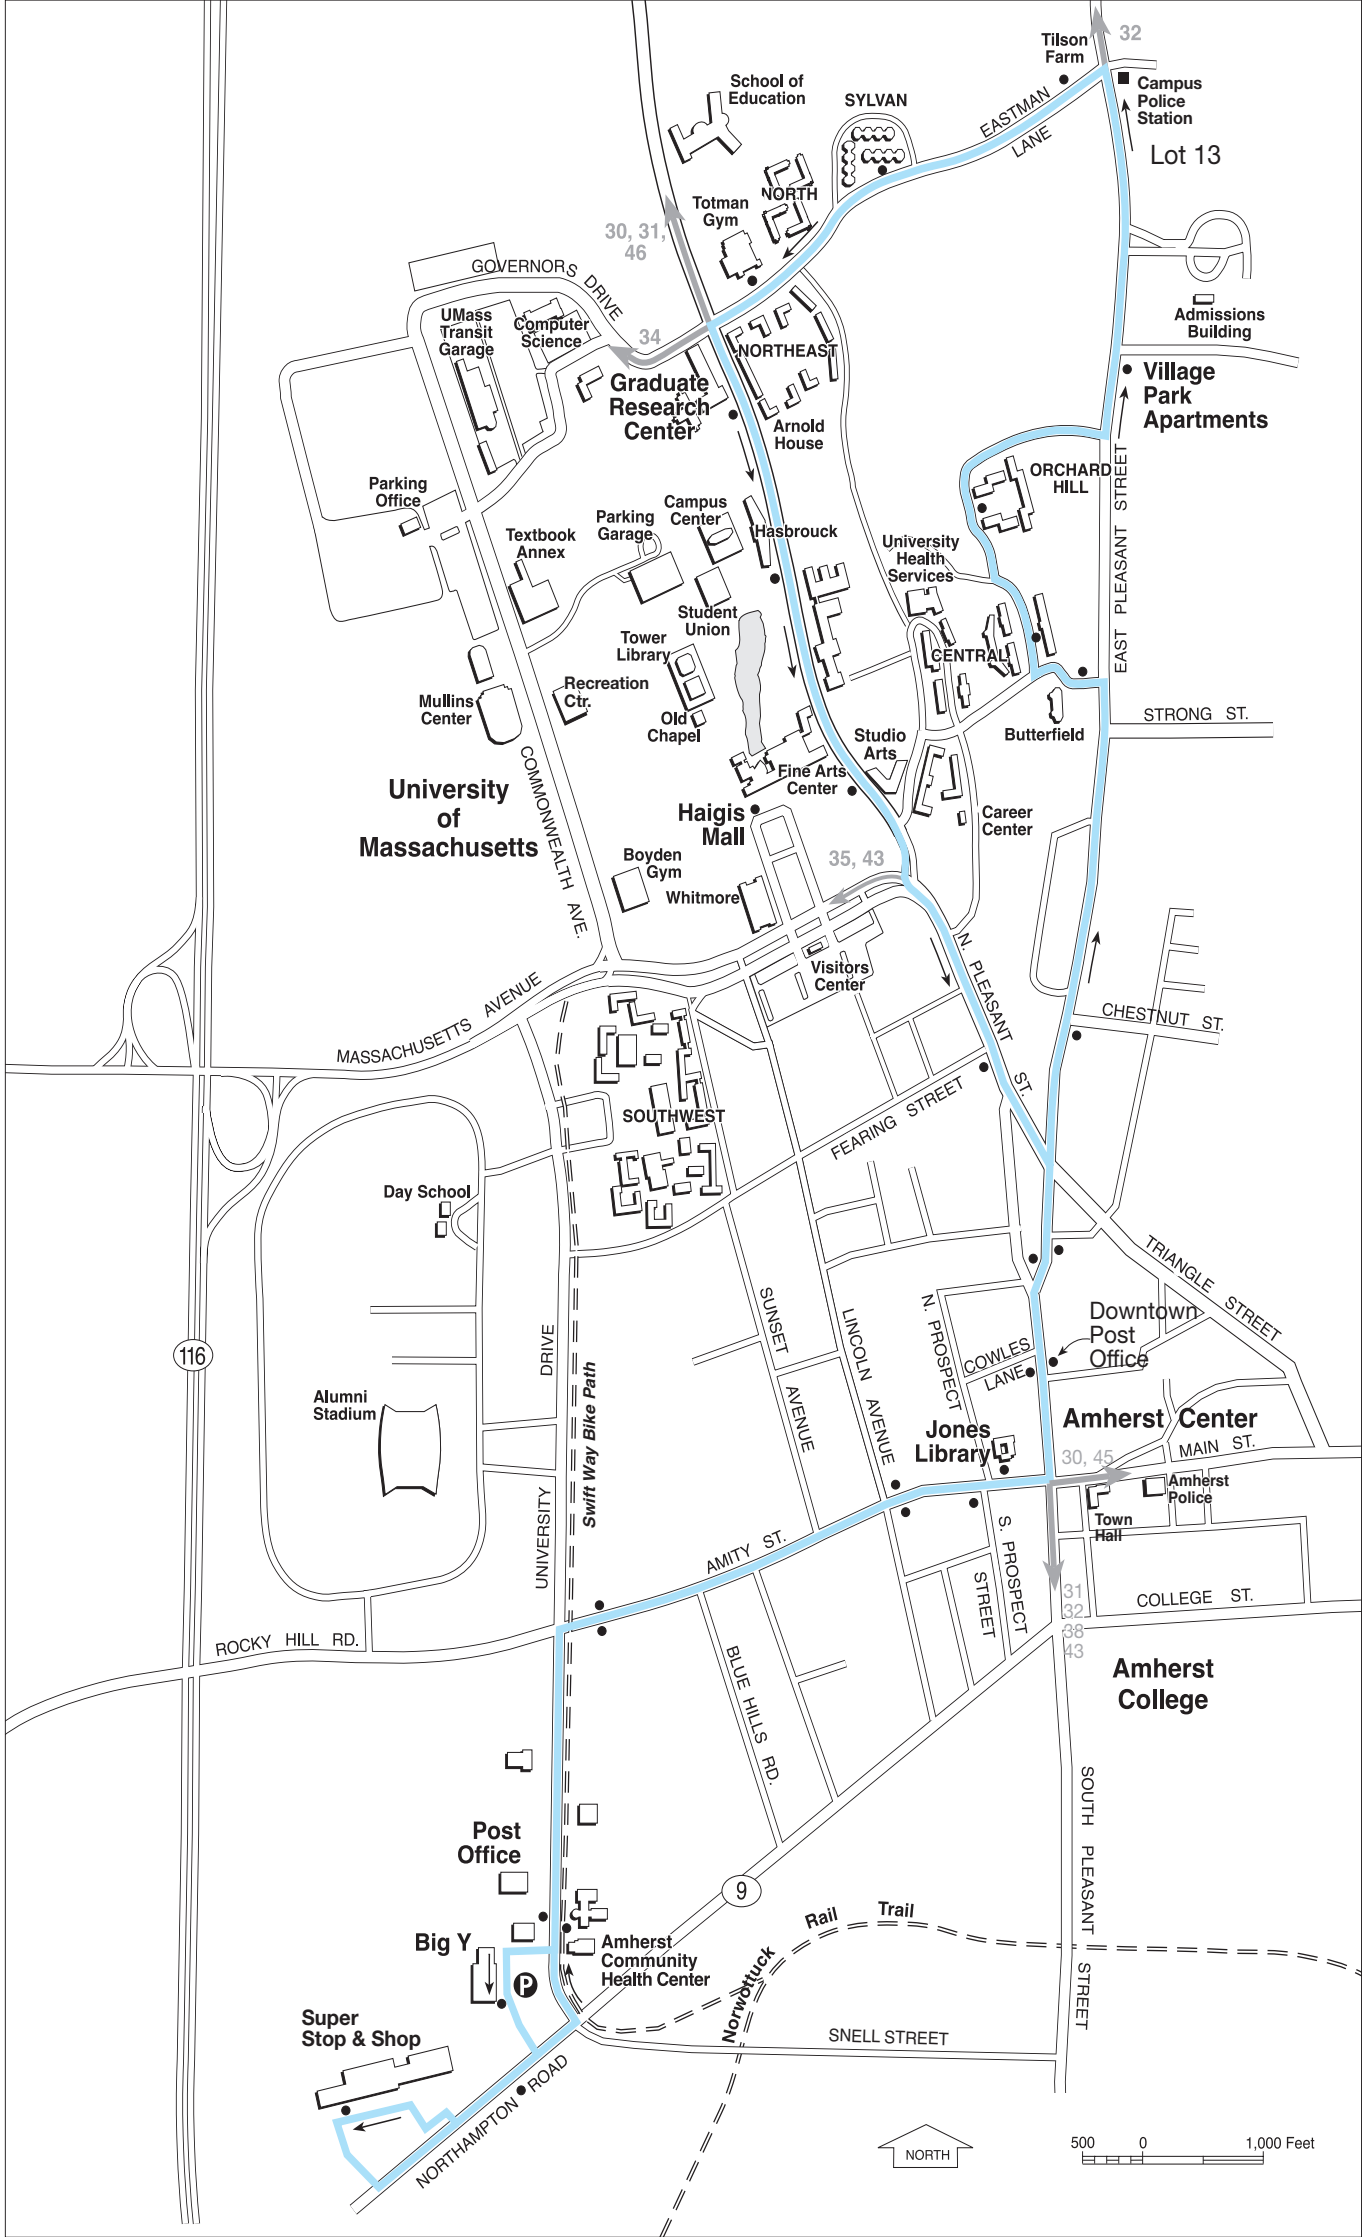 32
Tilson
Farm
Campus
Police
Station
School of
Education
SYLVAN
EASTMAN
LANE
Lot 13
NORTH
Totman
Gym
30, 31,
46
GOVERNORS DRIVE
UMass
Transit
Garage
Computer
Science
34
NORTHEAST
Admissions
Building
Graduate
Research
Center
Village
Park
Apartments
Arnold
House
ORCHARD
HILL
EAST PLEASANT STREET
Parking
Office
Textbook
Annex
Parking
Garage
Campus
Center
Hasbrouck
University
Health
Services
Student
Union
Tower
Library
CENTRAL
Recreation
Ctr.
Mullins
Center
Old
Chapel
Studio
Arts
Butterfield
STRONG ST.
Fine Arts
Center
University
of
Massachusetts
COMMONWEALTH AVE.
Haigis
Mall
Career
Center
35, 43
Boyden
Gym
Whitmore
Visitors
Center
N. PLEASANT ST.
MASSACHUSETTS AVENUE
CHESTNUT ST.
SOUTHWEST
FEARING STREET
Day School
TRIANGLE STREET
116
DRIVE
UNIVERSITY
Swift Way Bike Path
SUNSET
AVENUE
LINCOLN AVENUE
N. PROSPECT
COWLES
LANE
Downtown
Post
Office
Alumni
Stadium
Jones
Library
Amherst Center
MAIN ST.
30, 45
Amherst
Police
Town
Hall
AMITY ST.
S. PROSPECT
STREET
31
32
38
43
COLLEGE ST.
ROCKY HILL RD.
BLUE HILLS RD.
Amherst
College
SOUTH PLEASANT STREET
Post
Office
9
Norwottuck Rail Trail
Big Y
P
Amherst
Community
Health Center
Super
Stop & Shop
SNELL STREET
NORTHAMPTON ROAD
NORTH
500 0 1,000 Feet